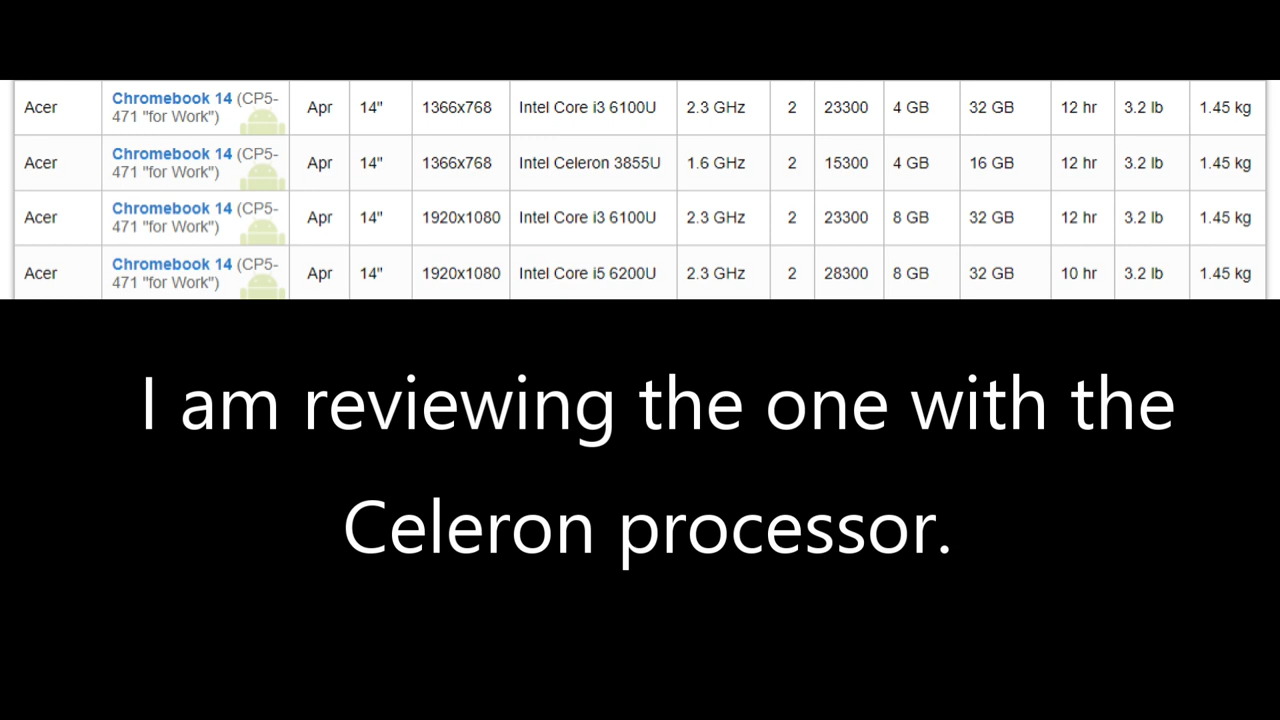 Acer Chromebook 14 (CP5-471 "for Work") Apr 14" 1366x768 Intel Core i3 6100U 2.3 GHz 2 23300 4 GB 32 GB 12 hr 3.2 lb 1.45 kg
Acer Chromebook 14 (CP5-471 "for Work") Apr 14" 1366x768 Intel Celeron 3855U 1.6 GHz 2 15300 4 GB 16 GB 12 hr 3.2 lb 1.45 kg
Acer Chromebook 14 (CP5-471 "for Work") Apr 14" 1920x1080 Intel Core i3 6100U 2.3 GHz 2 23300 8 GB 32 GB 12 hr 3.2 lb 1.45 kg
Acer Chromebook 14 (CP5-471 "for Work") Apr 14" 1920x1080 Intel Core i5 6200U 2.3 GHz 2 28300 8 GB 32 GB 10 hr 3.2 lb 1.45 kg
I am reviewing the one with the
Celeron processor.